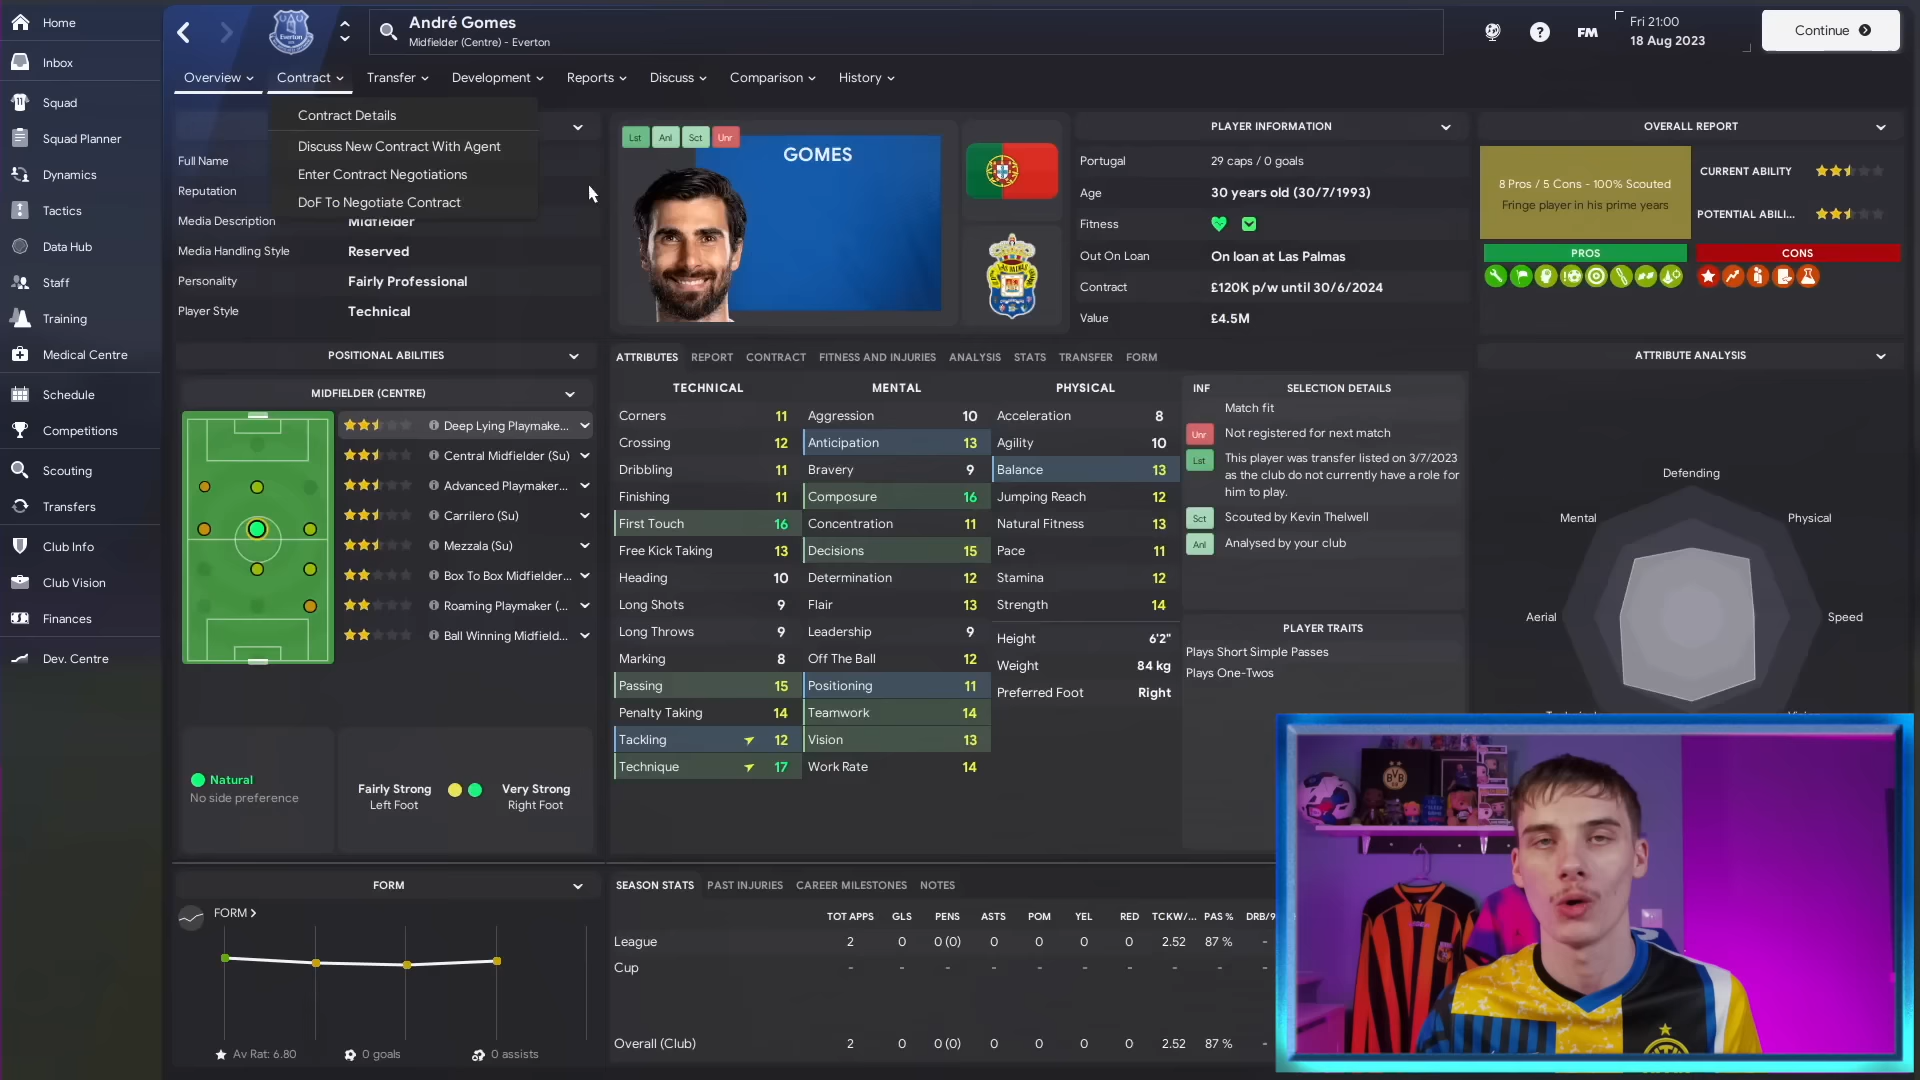 Home
Inbox
Squad
Squad Planner
Dynamics
Tactics
Data Hub
Staff
Training
Medical Centre
Schedule
Competitions
Scouting
Transfers
Club Info
Club Vision
Finances
Dev. Centre
Everton
André Gomes
Midfielder (Centre) - Everton
FM
Fri 21:00
18 Aug 2023
Continue
Overview
Contract
Transfer
Development
Reports
Discuss
Comparison
History
Contract Details
Discuss New Contract With Agent
Enter Contract Negotiations
DoF To Negotiate Contract
Full Name
Reputation
Media Description Midfielder
Media Handling Style Reserved
Personality Fairly Professional
Player Style Technical
Lst Anl Sct Unr
GOMES
PLAYER INFORMATION
Portugal 29 caps / 0 goals
Age 30 years old (30/7/1993)
Fitness
Out On Loan On loan at Las Palmas
Contract £120K p/w until 30/6/2024
Value £4.5M
OVERALL REPORT
8 Pros / 5 Cons - 100% Scouted
Fringe player in his prime years
CURRENT ABILITY
POTENTIAL ABILI...
PROS
CONS
POSITIONAL ABILITIES
MIDFIELDER (CENTRE)
Deep Lying Playmake...
Central Midfielder (Su)
Advanced Playmaker...
Carrilero (Su)
Mezzala (Su)
Box To Box Midfielder...
Roaming Playmaker (...
Ball Winning Midfield...
Natural
No side preference
Fairly Strong
Left Foot
Very Strong
Right Foot
ATTRIBUTES REPORT CONTRACT FITNESS AND INJURIES ANALYSIS STATS TRANSFER FORM
TECHNICAL
Corners 11
Crossing 12
Dribbling 11
Finishing 11
First Touch 16
Free Kick Taking 13
Heading 10
Long Shots 9
Long Throws 9
Marking 8
Passing 15
Penalty Taking 14
Tackling 12
Technique 17
MENTAL
Aggression 10
Anticipation 13
Bravery 9
Composure 16
Concentration 11
Decisions 15
Determination 12
Flair 13
Leadership 9
Off The Ball 12
Positioning 11
Teamwork 14
Vision 13
Work Rate 14
PHYSICAL
Acceleration 8
Agility 10
Balance 13
Jumping Reach 12
Natural Fitness 13
Pace 11
Stamina 12
Strength 14
Height 6'2"
Weight 84 kg
Preferred Foot Right
INF SELECTION DETAILS
Match fit
Unr Not registered for next match
Lst This player was transfer listed on 3/7/2023
as the club do not currently have a role for
him to play.
Sct Scouted by Kevin Thelwell
Anl Analysed by your club
PLAYER TRAITS
Plays Short Simple Passes
Plays One-Twos
ATTRIBUTE ANALYSIS
Defending
Mental
Physical
Aerial
Speed
FORM
FORM
Av Rat: 6.80
0 goals
0 assists
SEASON STATS PAST INJURIES CAREER MILESTONES NOTES
TOT APPS GLS PENS ASTS POM YEL RED TCKW/... PAS % DRB/9
League 2 0 0 (0) 0 0 0 0 2.52 87 % -
Cup - - - - - - - - - -
Overall (Club) 2 0 0 (0) 0 0 0 0 2.52 87 % -
BVB